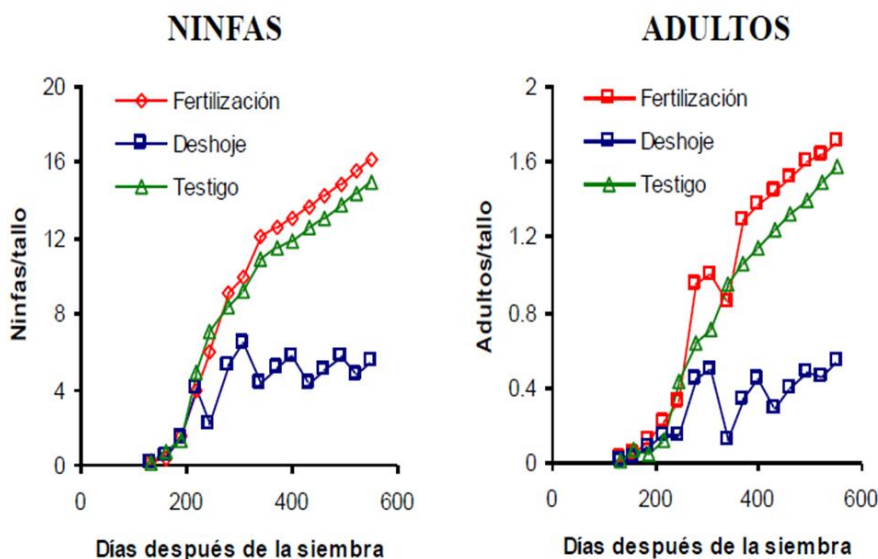 NINFAS
20
16
12
8
4
0
Ninfas/tallo
Fertilización
Deshoje
Testigo
0 200 400 600
Días después de la siembra
ADULTOS
2
1.6
1.2
0.8
0.4
0
Adultos/tallo
Fertilización
Deshoje
Testigo
0 200 400 600
Días después de la siembra